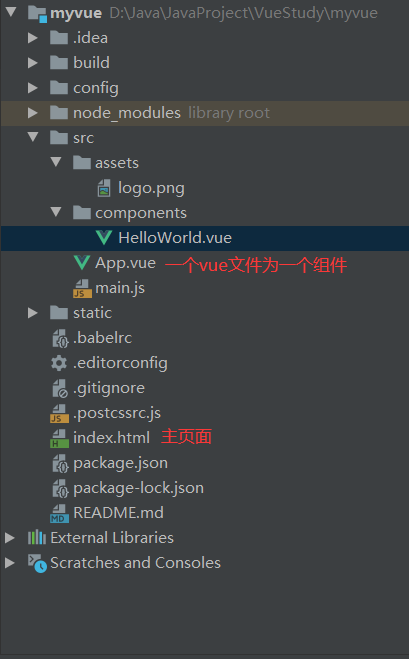 myvue D:\Java\JavaProject\VueStudy\myvue
.idea
build
config
node_modules library root
src
assets
logo.png
components
HelloWorld.vue
App.vue 一个vue文件为一个组件
main.js
static
.babelrc
.editorconfig
.gitignore
.postcssrc.js
index.html 主页面
package.json
package-lock.json
README.md
External Libraries
Scratches and Consoles